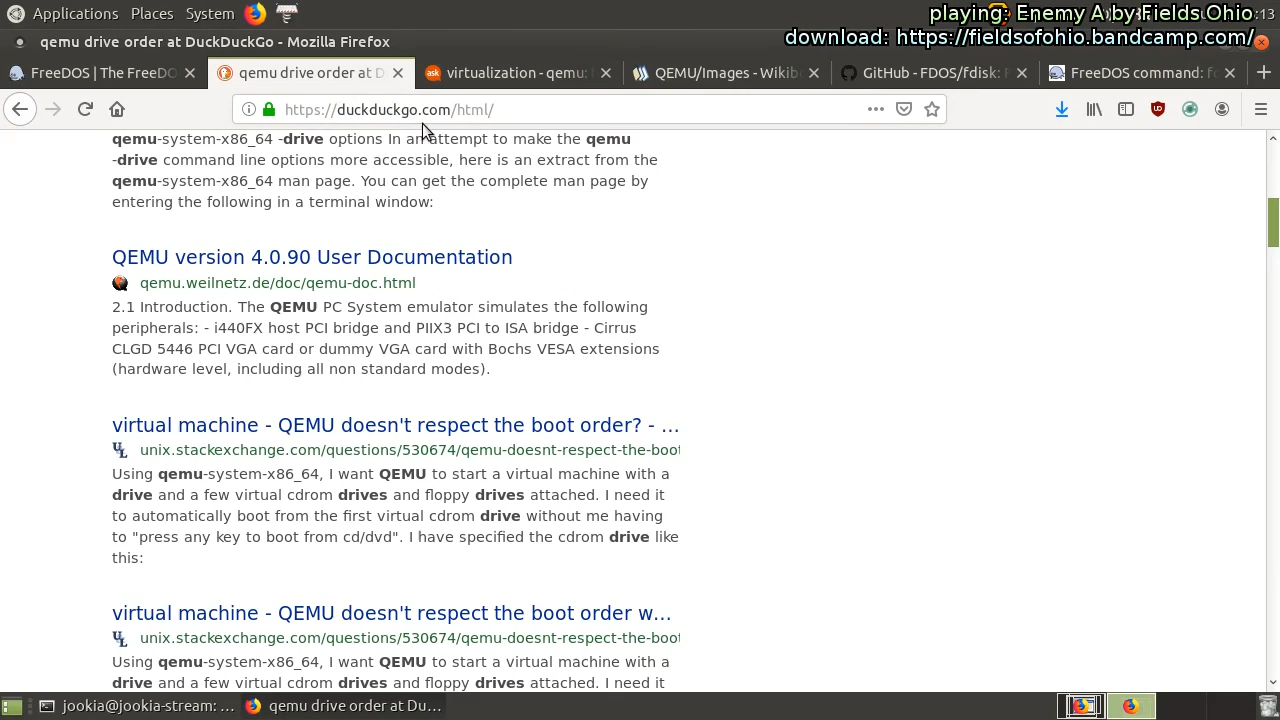 Applications Places System
playing: Enemy A by Fields Ohio
:13
qemu drive order at DuckDuckGo - Mozilla Firefox
download: https://fieldsofohio.bandcamp.com/
FreeDOS | The FreeDO
qemu drive order at D
virtualization - qemu: h
QEMU/Images - Wikibo
GitHub - FDOS/fdisk: F
FreeDOS command: fo
https://duckduckgo.com/html/
qemu-system-x86_64 -drive options In an attempt to make the qemu
-drive command line options more accessible, here is an extract from the
qemu-system-x86_64 man page. You can get the complete man page by
entering the following in a terminal window:
QEMU version 4.0.90 User Documentation
qemu.weilnetz.de/doc/qemu-doc.html
2.1 Introduction. The QEMU PC System emulator simulates the following
peripherals: - i440FX host PCI bridge and PIIX3 PCI to ISA bridge - Cirrus
CLGD 5446 PCI VGA card or dummy VGA card with Bochs VESA extensions
(hardware level, including all non standard modes).
virtual machine - QEMU doesn't respect the boot order? - ...
unix.stackexchange.com/questions/530674/qemu-doesnt-respect-the-boot
Using qemu-system-x86_64, I want QEMU to start a virtual machine with a
drive and a few virtual cdrom drives and floppy drives attached. I need it
to automatically boot from the first virtual cdrom drive without me having
to "press any key to boot from cd/dvd". I have specified the cdrom drive like
this:
virtual machine - QEMU doesn't respect the boot order w...
unix.stackexchange.com/questions/530674/qemu-doesnt-respect-the-boot
Using qemu-system-x86_64, I want QEMU to start a virtual machine with a
drive and a few virtual cdrom drives and floppy drives attached. I need it
jookia@jookia-stream: ...
qemu drive order at Du...